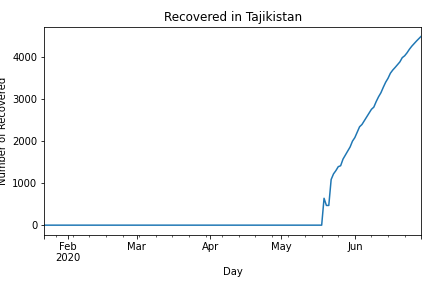 Recovered in Tajikistan
Number of Recovered
4000
3000
2000
1000
0
Feb
2020
Mar
Apr
May
Jun
Day